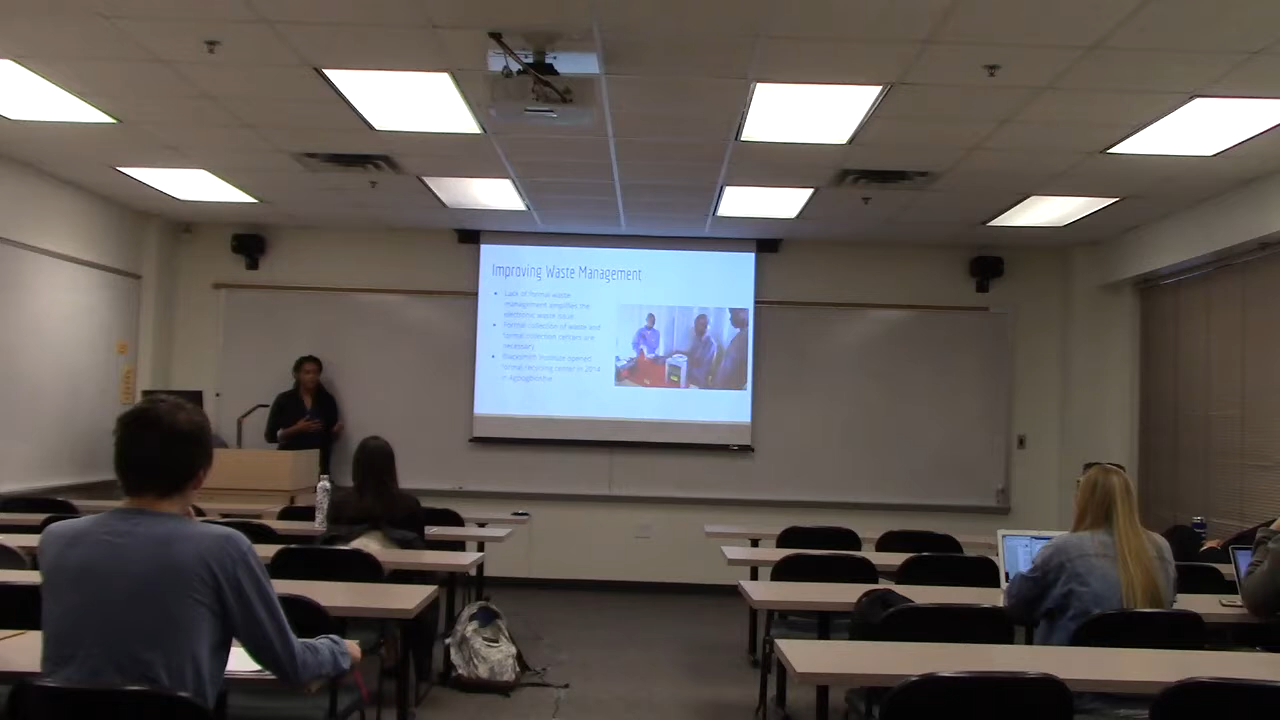 Improving Waste Management
Lack of formal waste
management amplifies the
electronic waste issue
Formal collection of waste and
formal collection centers are
necessary
Blacksmith Institute opened
formal recycling center in 2014
in Agbogbloshie